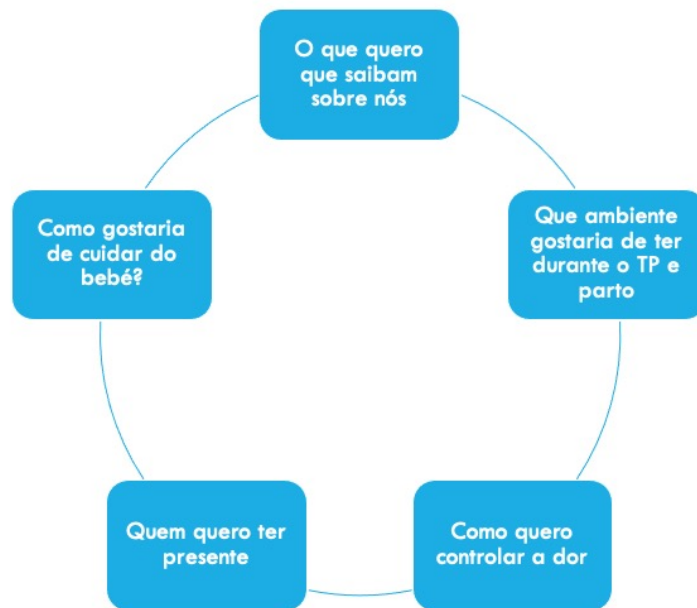 O que quero
que saibam
sobre nós
Que ambiente
gostaria de ter
durante o TP e
parto
Como quero
controlar a dor
Quem quero ter
presente
Como gostaria
de cuidar do
bebé?